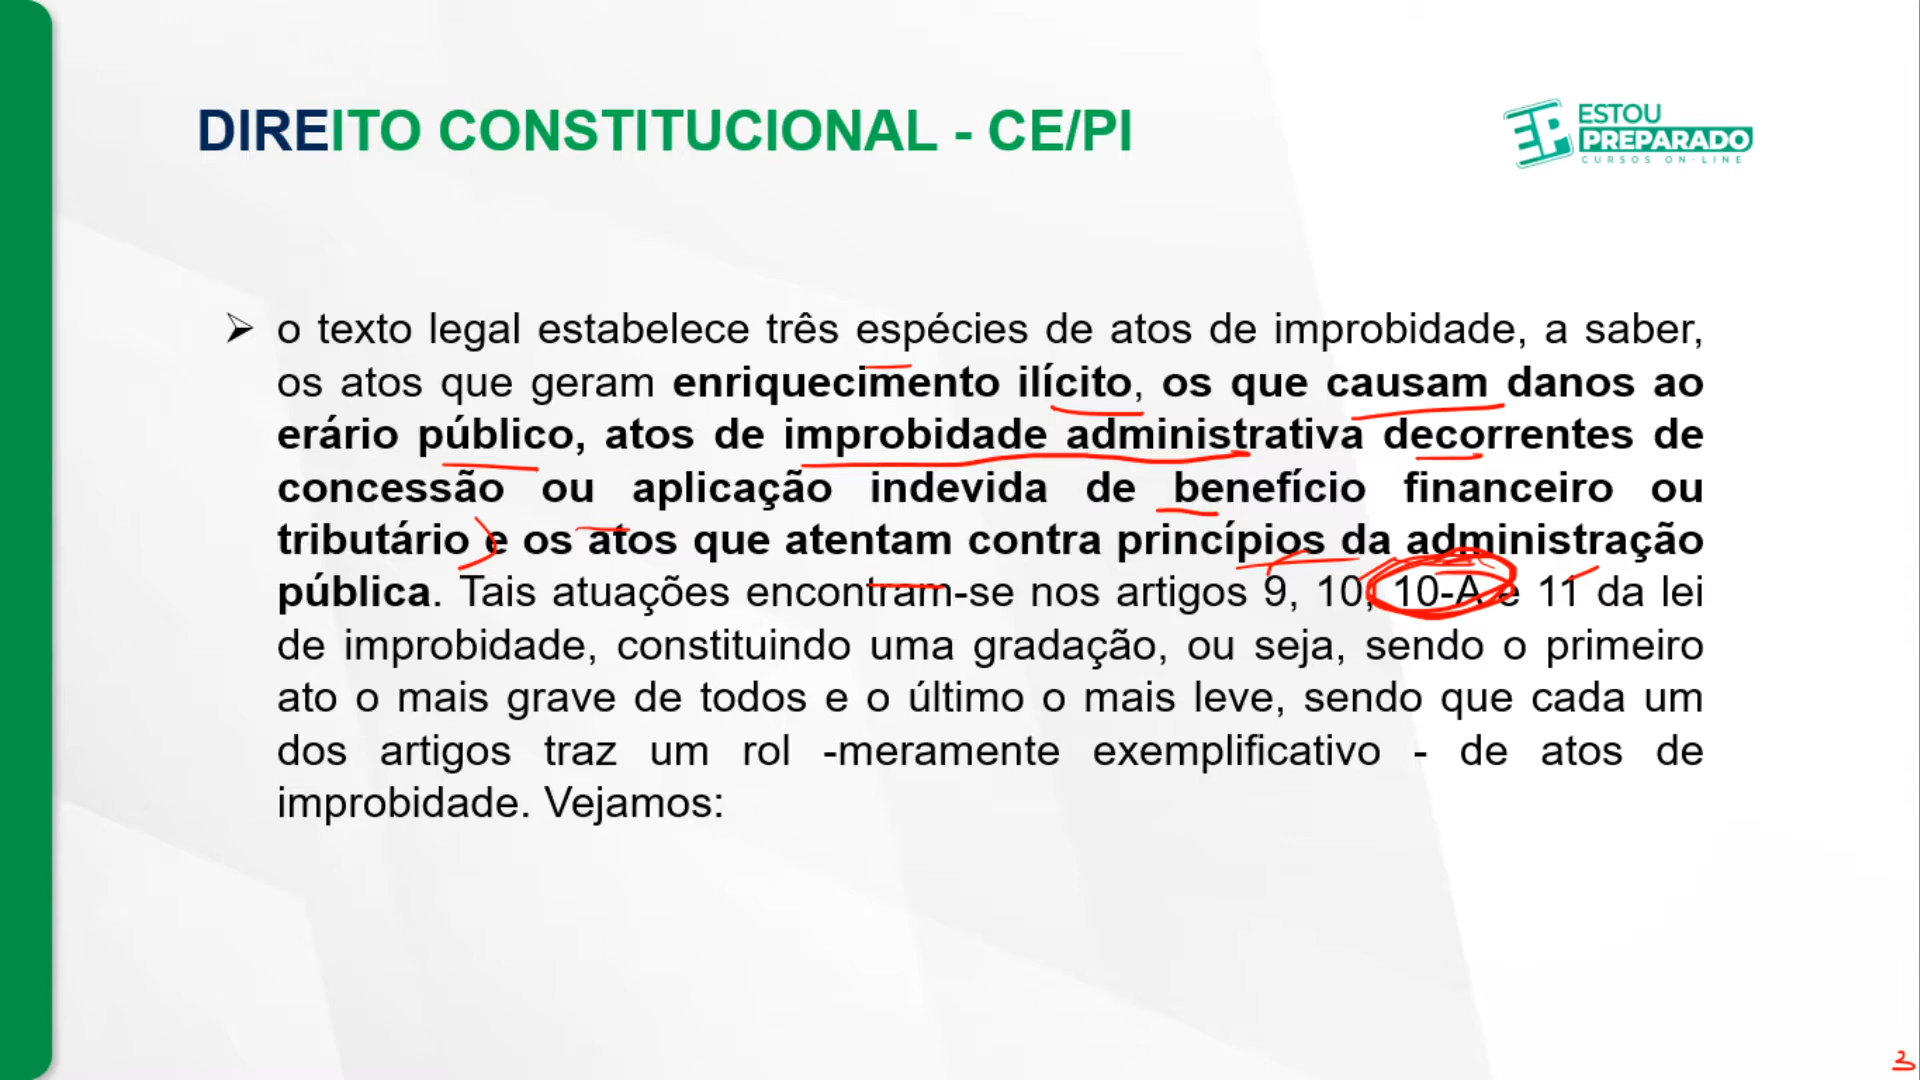 DIREITO CONSTITUCIONAL - CE/PI
ESTOU
PREPARADO
CURSOS ON-LINE
o texto legal estabelece três espécies de atos de improbidade, a saber,
os atos que geram enriquecimento ilícito, os que causam danos ao
erário público, atos de improbidade administrativa decorrentes de
concessão ou aplicação indevida de benefício financeiro ou
tributário e os atos que atentam contra princípios da administração
pública. Tais atuações encontram-se nos artigos 9, 10, 10-A e 11 da lei
de improbidade, constituindo uma gradação, ou seja, sendo o primeiro
ato o mais grave de todos e o último o mais leve, sendo que cada um
dos artigos traz um rol -meramente exemplificativo - de atos de
improbidade. Vejamos: